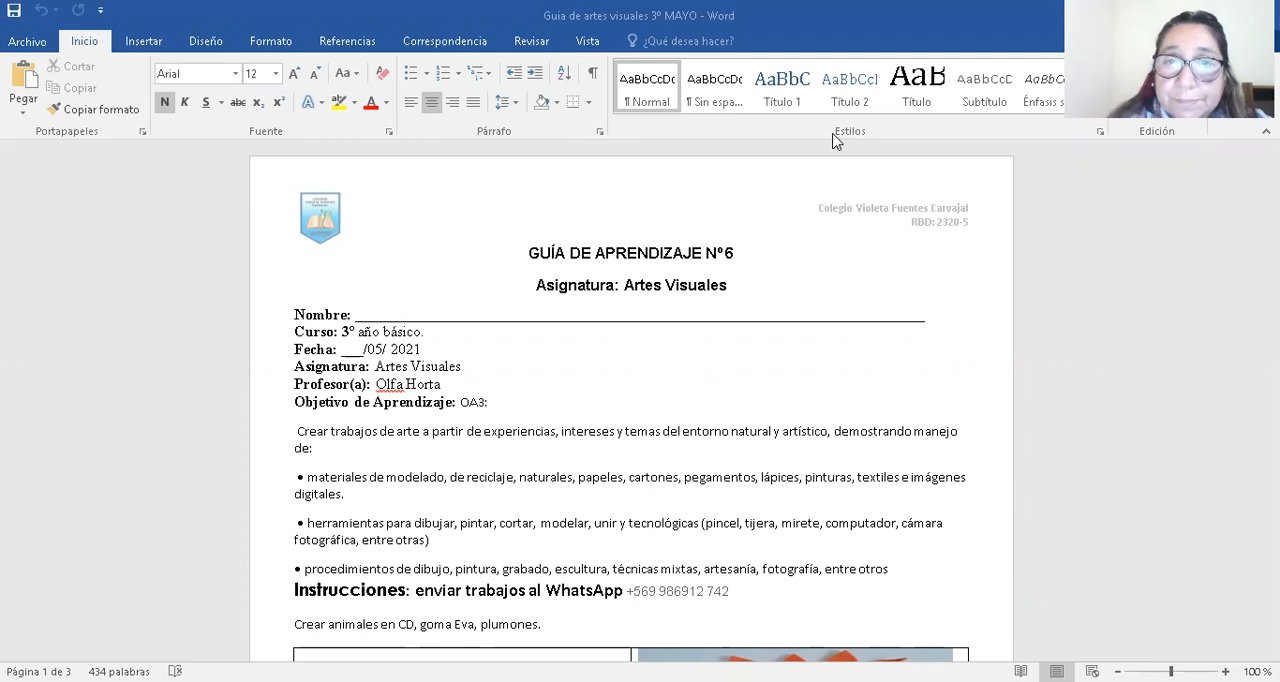 Guia de artes visuales 3º MAYO - Word
Archivo Inicio Insertar Diseño Formato Referencias Correspondencia Revisar Vista ¿Qué desea hacer?
Pegar
Cortar
Copiar
Copiar formato
Portapapeles
Arial 12
N K S abc x₂ x² A A
Fuente
Párrafo
AaBbCcDc AaBbCcDc AaBbC AaBbCcI AaB AaBbCcD AaBbCc
¶ Normal ¶ Sin espa... Título 1 Título 2 Título Subtítulo Énfasis s
Estilos
Edición
Colegio Violeta Fuentes Carvajal
RBD: 2320-5
GUÍA DE APRENDIZAJE Nº6
Asignatura: Artes Visuales
Nombre: ___
Curso: 3° año básico.
Fecha: ___/05/ 2021
Asignatura: Artes Visuales
Profesor(a): Olfa Horta
Objetivo de Aprendizaje: OA3:
Crear trabajos de arte a partir de experiencias, intereses y temas del entorno natural y artístico, demostrando manejo
de:
• materiales de modelado, de reciclaje, naturales, papeles, cartones, pegamentos, lápices, pinturas, textiles e imágenes
digitales.
• herramientas para dibujar, pintar, cortar, modelar, unir y tecnológicas (pincel, tijera, mirete, computador, cámara
fotográfica, entre otras)
• procedimientos de dibujo, pintura, grabado, escultura, técnicas mixtas, artesanía, fotografía, entre otros
Instrucciones: enviar trabajos al WhatsApp +569 986912 742
Crear animales en CD, goma Eva, plumones.
Página 1 de 3 434 palabras 100 %